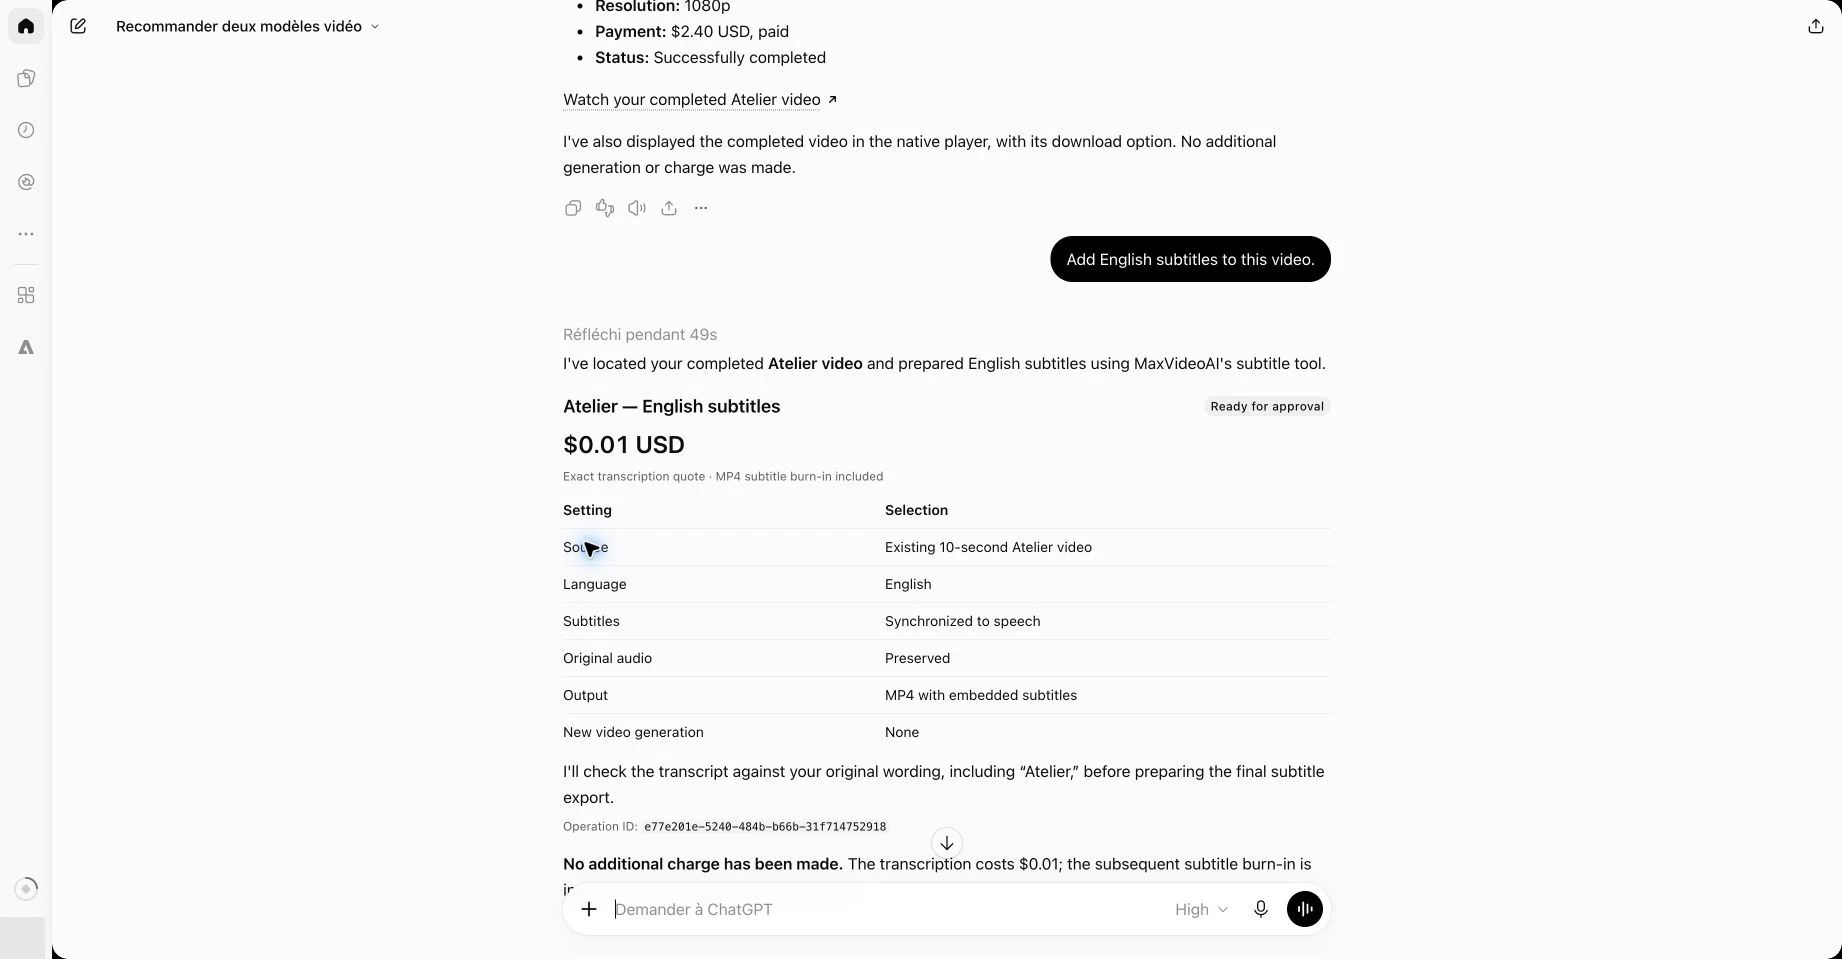 Recommander deux modèles vidéo
Resolution: 1080p
Payment: $2.40 USD, paid
Status: Successfully completed
Watch your completed Atelier video
I've also displayed the completed video in the native player, with its download option. No additional
generation or charge was made.
Add English subtitles to this video.
Réfléchi pendant 49s
I've located your completed Atelier video and prepared English subtitles using MaxVideoAI's subtitle tool.
Atelier — English subtitles
Ready for approval
$0.01 USD
Exact transcription quote · MP4 subtitle burn-in included
Setting Selection
Source Existing 10-second Atelier video
Language English
Subtitles Synchronized to speech
Original audio Preserved
Output MP4 with embedded subtitles
New video generation None
I'll check the transcript against your original wording, including “Atelier,” before preparing the final subtitle
export.
Operation ID: e77e201e-5240-484b-b66b-31f714752918
No additional charge has been made. The transcription costs $0.01; the subsequent subtitle burn-in is
Demander à ChatGPT
High